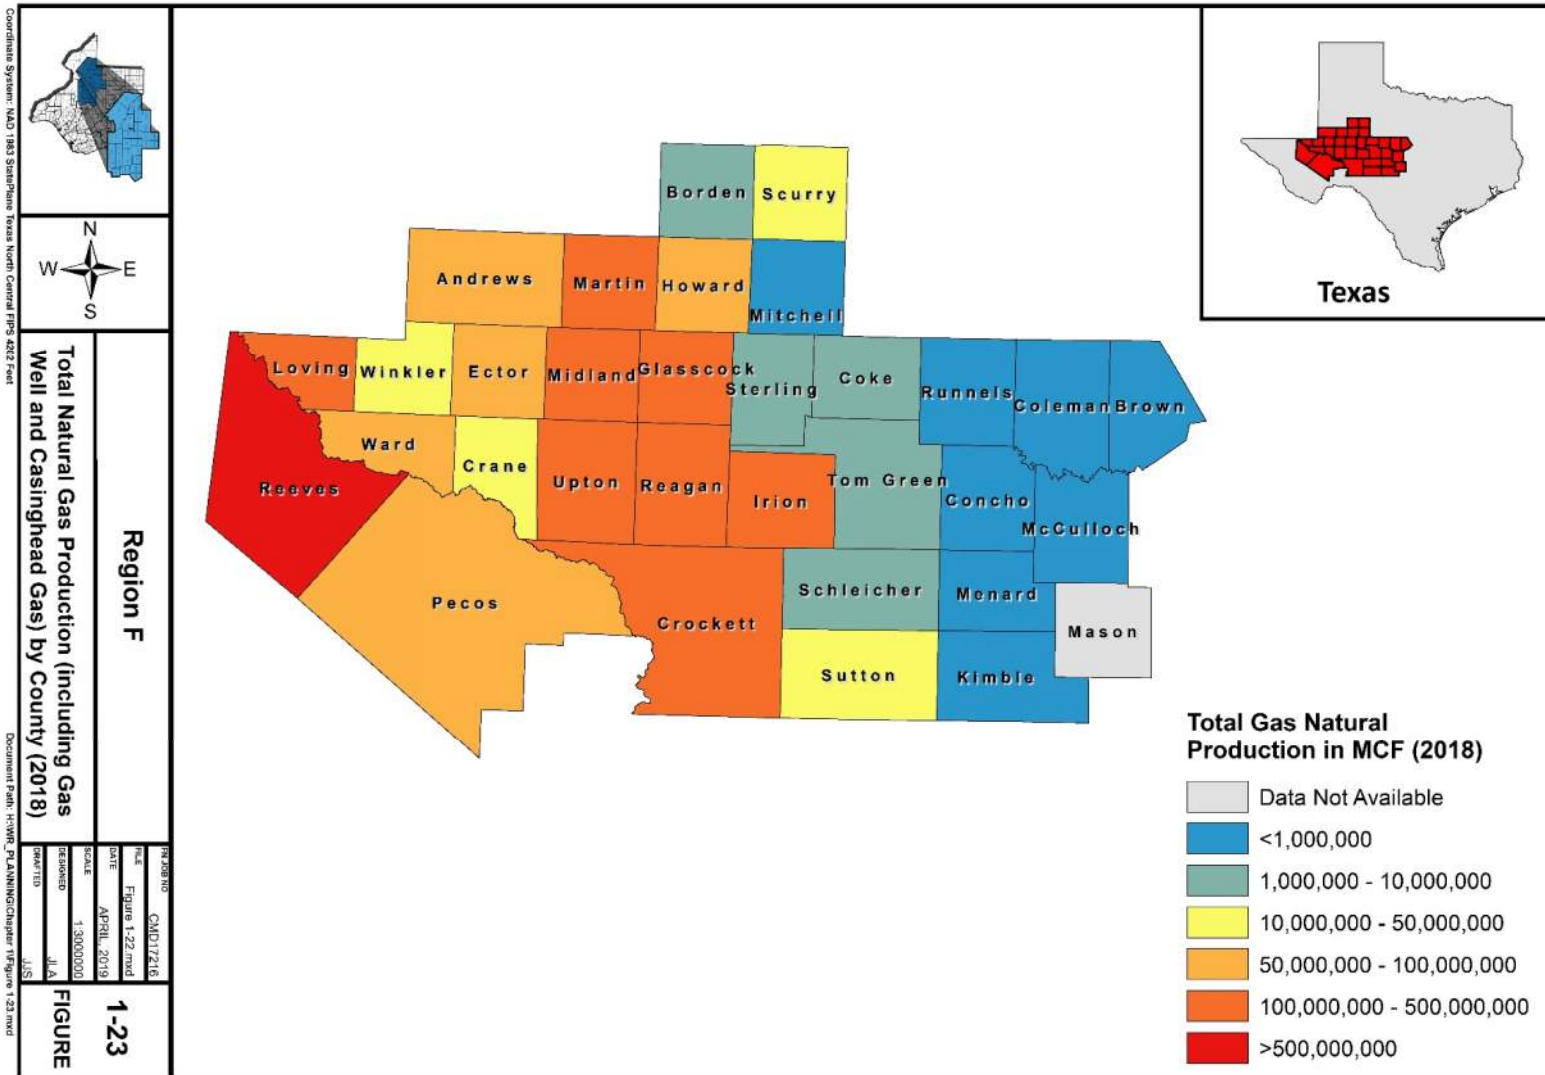 Coordinate System: NAD 1983 StatePlane Texas North Central FIPS 4202 Feet
Document Path: H:\WR_PLANNING\Chapter 1\Figure 1-23.mxd
N
W
E
S
Region F
Total Natural Gas Production (including Gas
Well and Casinghead Gas) by County (2018)
FN JOB NO
CMD17216
FILE
Figure 1-22.mxd
DATE
APRIL, 2019
SCALE
1:3000000
DESIGNED
JLA
DRAFTED
JJS
1-23
FIGURE
Borden
Scurry
Andrews
Martin
Howard
Mitchell
Loving
Winkler
Ector
Midland
Glasscock
Sterling
Coke
Runnels
Coleman
Brown
Ward
Crane
Reeves
Upton
Reagan
Irion
Tom Green
Concho
McCulloch
Pecos
Crockett
Schleicher
Menard
Mason
Sutton
Kimble
Texas
Total Gas Natural
Production in MCF (2018)
Data Not Available
<1,000,000
1,000,000 - 10,000,000
10,000,000 - 50,000,000
50,000,000 - 100,000,000
100,000,000 - 500,000,000
>500,000,000